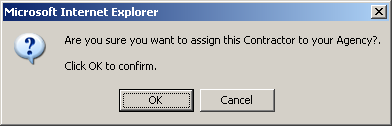 Microsoft Internet Explorer
Are you sure you want to assign this Contractor to your Agency?.
Click OK to confirm.
OK
Cancel